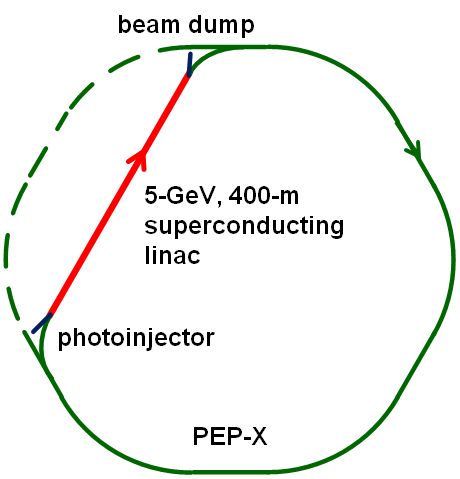 beam dump
5-GeV, 400-m
superconducting
linac
photoinjector
PEP-X